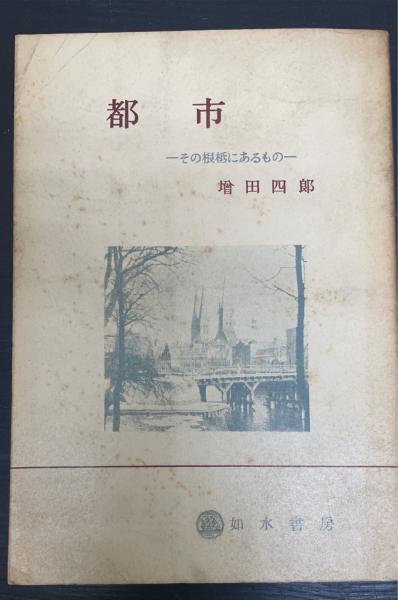 都市
―その根柢にあるもの―
増田四郎
如水書房